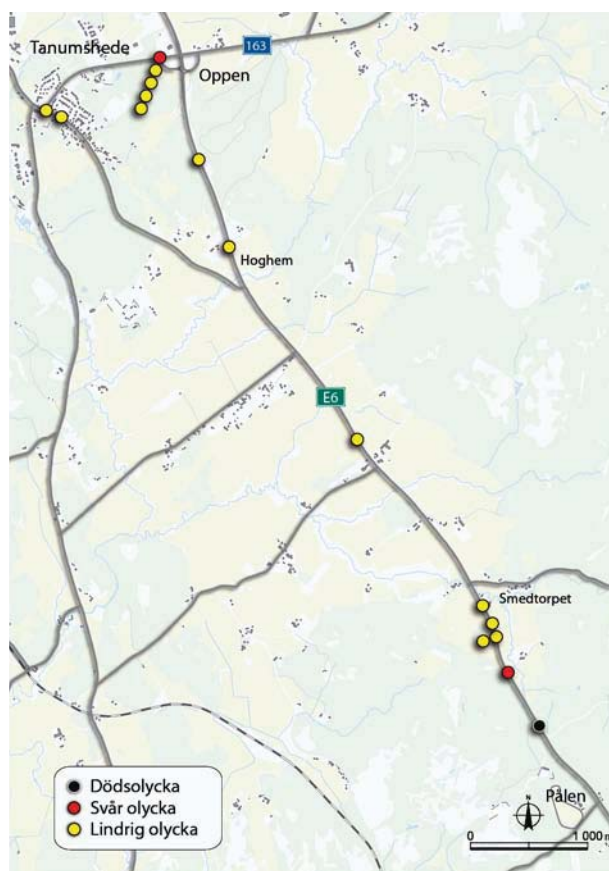 Tanumshede
163
Oppen
Hoghem
E6
Smedtorpet
Dödsolycka
Svår olycka
Lindrig olycka
Pålen
N
0 1 000 m